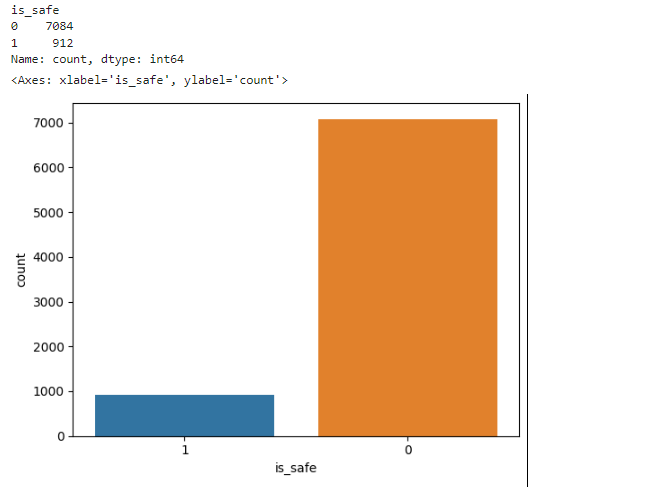 is_safe
0    7084
1     912
Name: count, dtype: int64
<Axes: xlabel='is_safe', ylabel='count'>
7000
6000
5000
4000
3000
2000
1000
0
count
1 0
is_safe